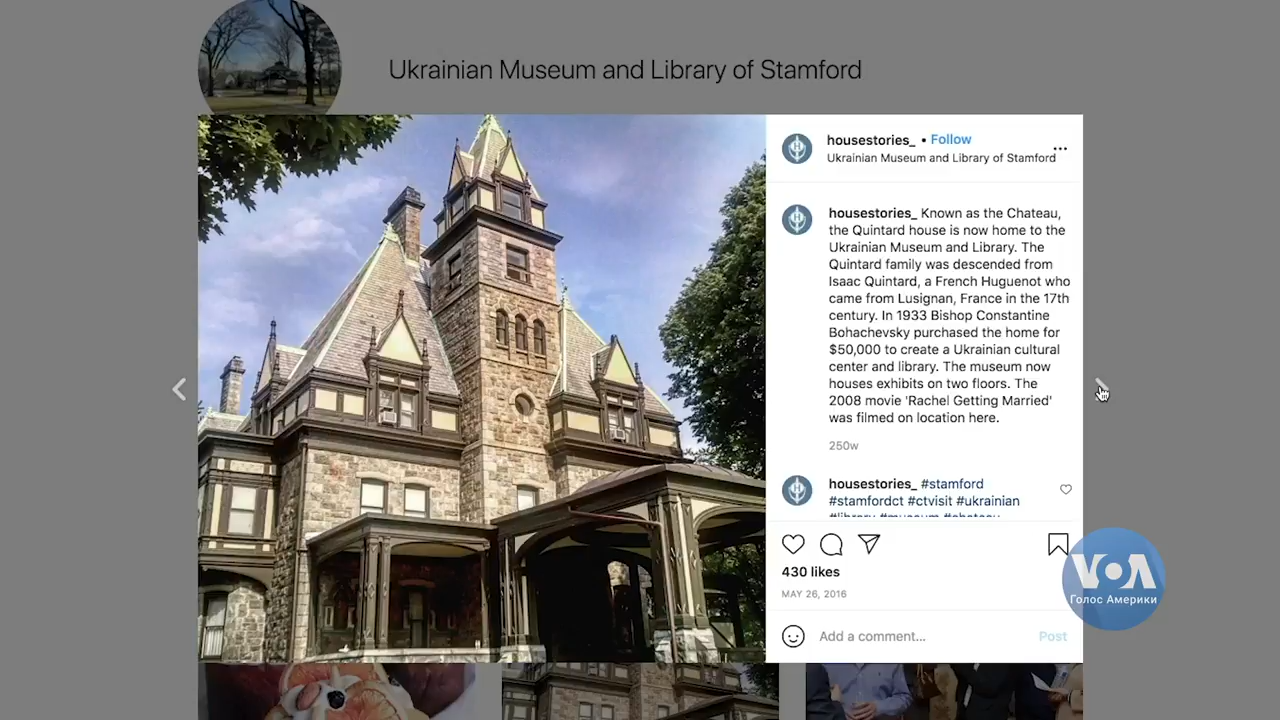 Ukrainian Museum and Library of Stamford
housestories_ • Follow
Ukrainian Museum and Library of Stamford
housestories_ Known as the Chateau,
the Quintard house is now home to the
Ukrainian Museum and Library. The
Quintard family was descended from
Isaac Quintard, a French Huguenot who
came from Lusignan, France in the 17th
century. In 1933 Bishop Constantine
Bohachevsky purchased the home for
$50,000 to create a Ukrainian cultural
center and library. The museum now
houses exhibits on two floors. The
2008 movie 'Rachel Getting Married'
was filmed on location here.
250w
housestories_ #stamford
#stamfordct #ctvisit #ukrainian
#library #museum #chateau
430 likes
MAY 26, 2016
Add a comment...
Post
VOA
Голос Америки